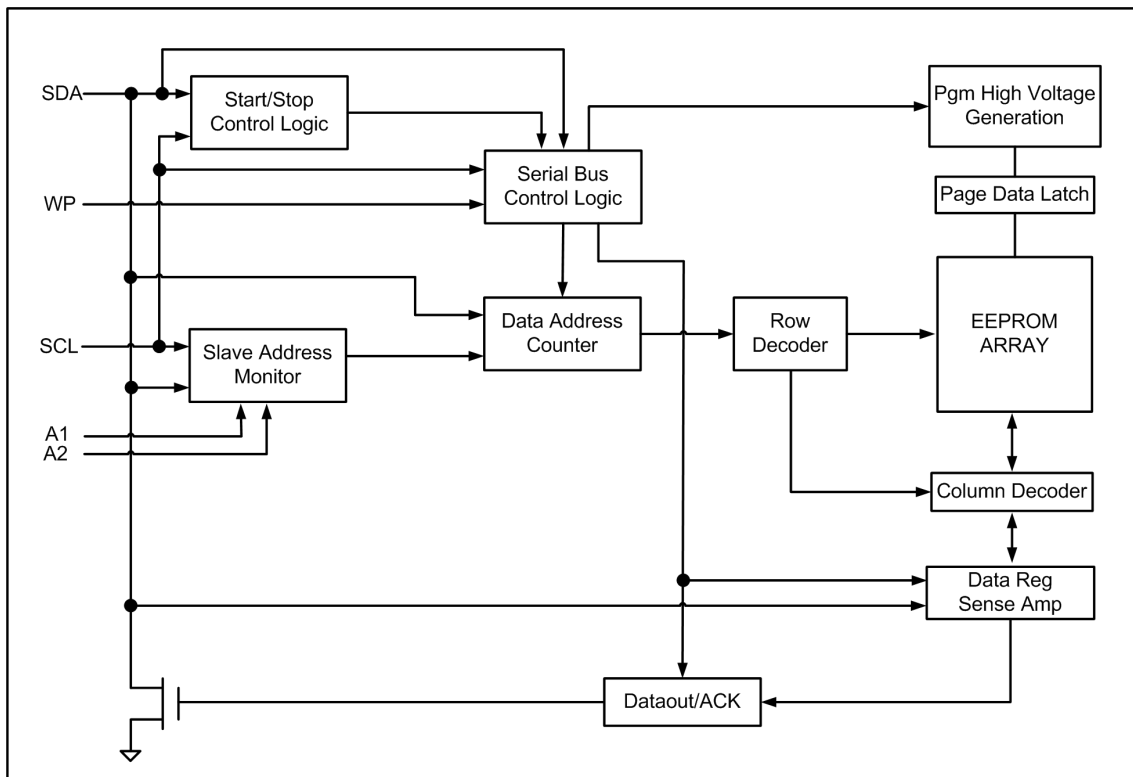 SDA
Start/Stop
Control Logic
Pgm High Voltage
Generation
Serial Bus
Control Logic
WP
Page Data Latch
EEPROM
ARRAY
Data Address
Counter
Row
Decoder
SCL
Slave Address
Monitor
A1
A2
Column Decoder
Data Reg
Sense Amp
Dataout/ACK